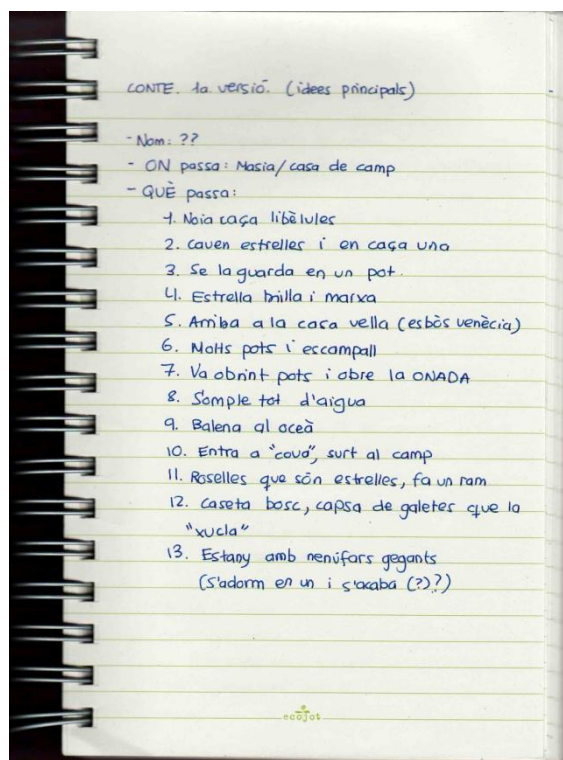 CONTE. 1a versió. (idees principals)
- Nom: ??
- ON passa: Masia/casa de camp
- QUÈ passa:
1. Noia caça libèlules
2. Cauen estrelles i en caça una
3. Se la guarda en un pot.
4. Estrella brilla i marxa
5. Arriba a la casa vella (esbós venècia)
6. Molts pots i escampall
7. Va obrint pots i obre la ONADA
8. S'omple tot d'aigua
9. Balena al oceà
10. Entra a "cova", surt al camp
11. Roselles que són estrelles, fa un ram
12. Caseta bosc, capsa de galetes que la
"xucla"
13. Estany amb nenúfars gegants
(s'adorm en un i s'acaba (?)?)
ecojot